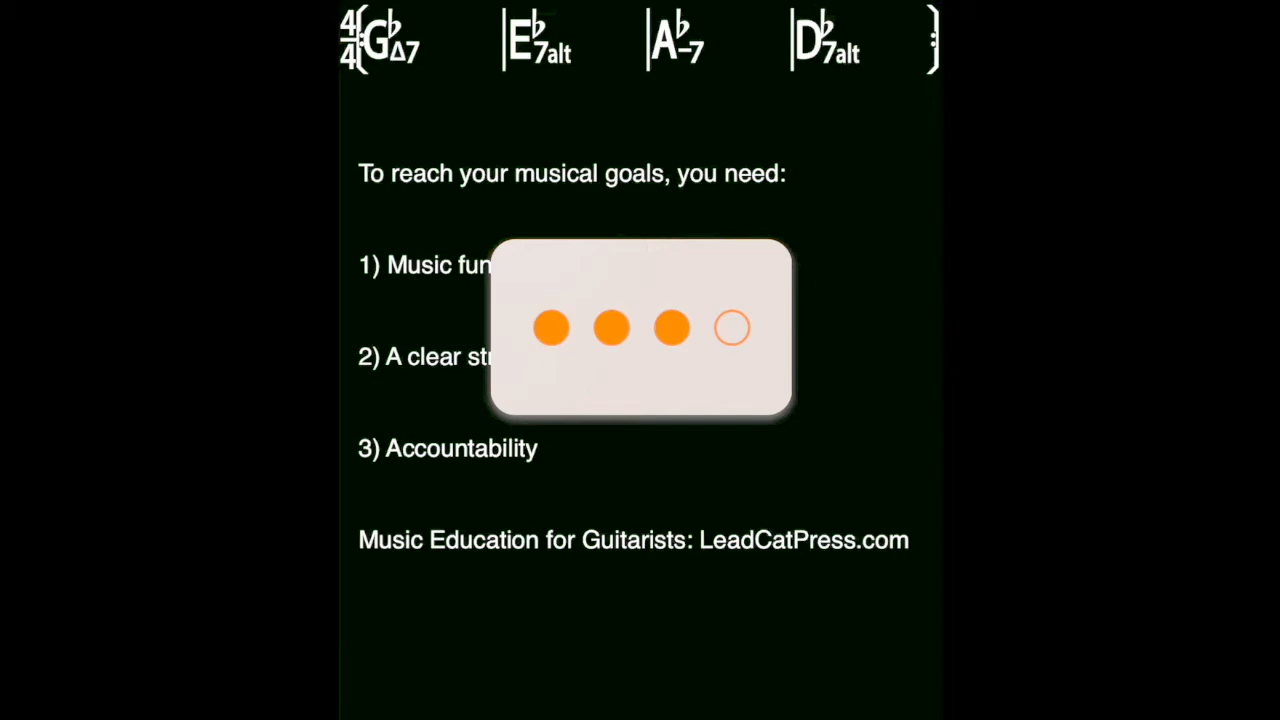 4/4 G♭Δ7 E♭7alt A♭-7 D♭7alt
To reach your musical goals, you need:
1) Music fun
2) A clear
3) Accountability
Music Education for Guitarists: LeadCatPress.com